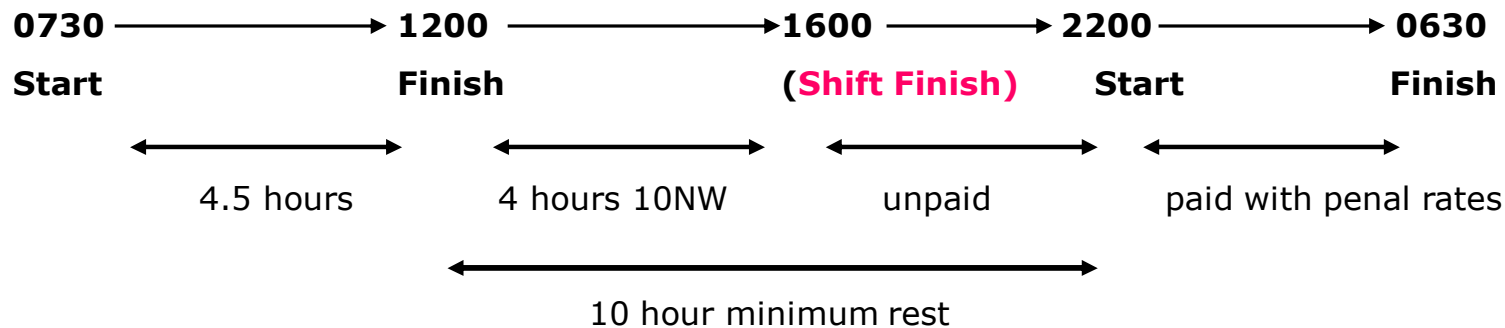 0730 1200 1600 2200 0630
Start Finish (Shift Finish) Start Finish
4.5 hours 4 hours 10NW unpaid paid with penal rates
10 hour minimum rest